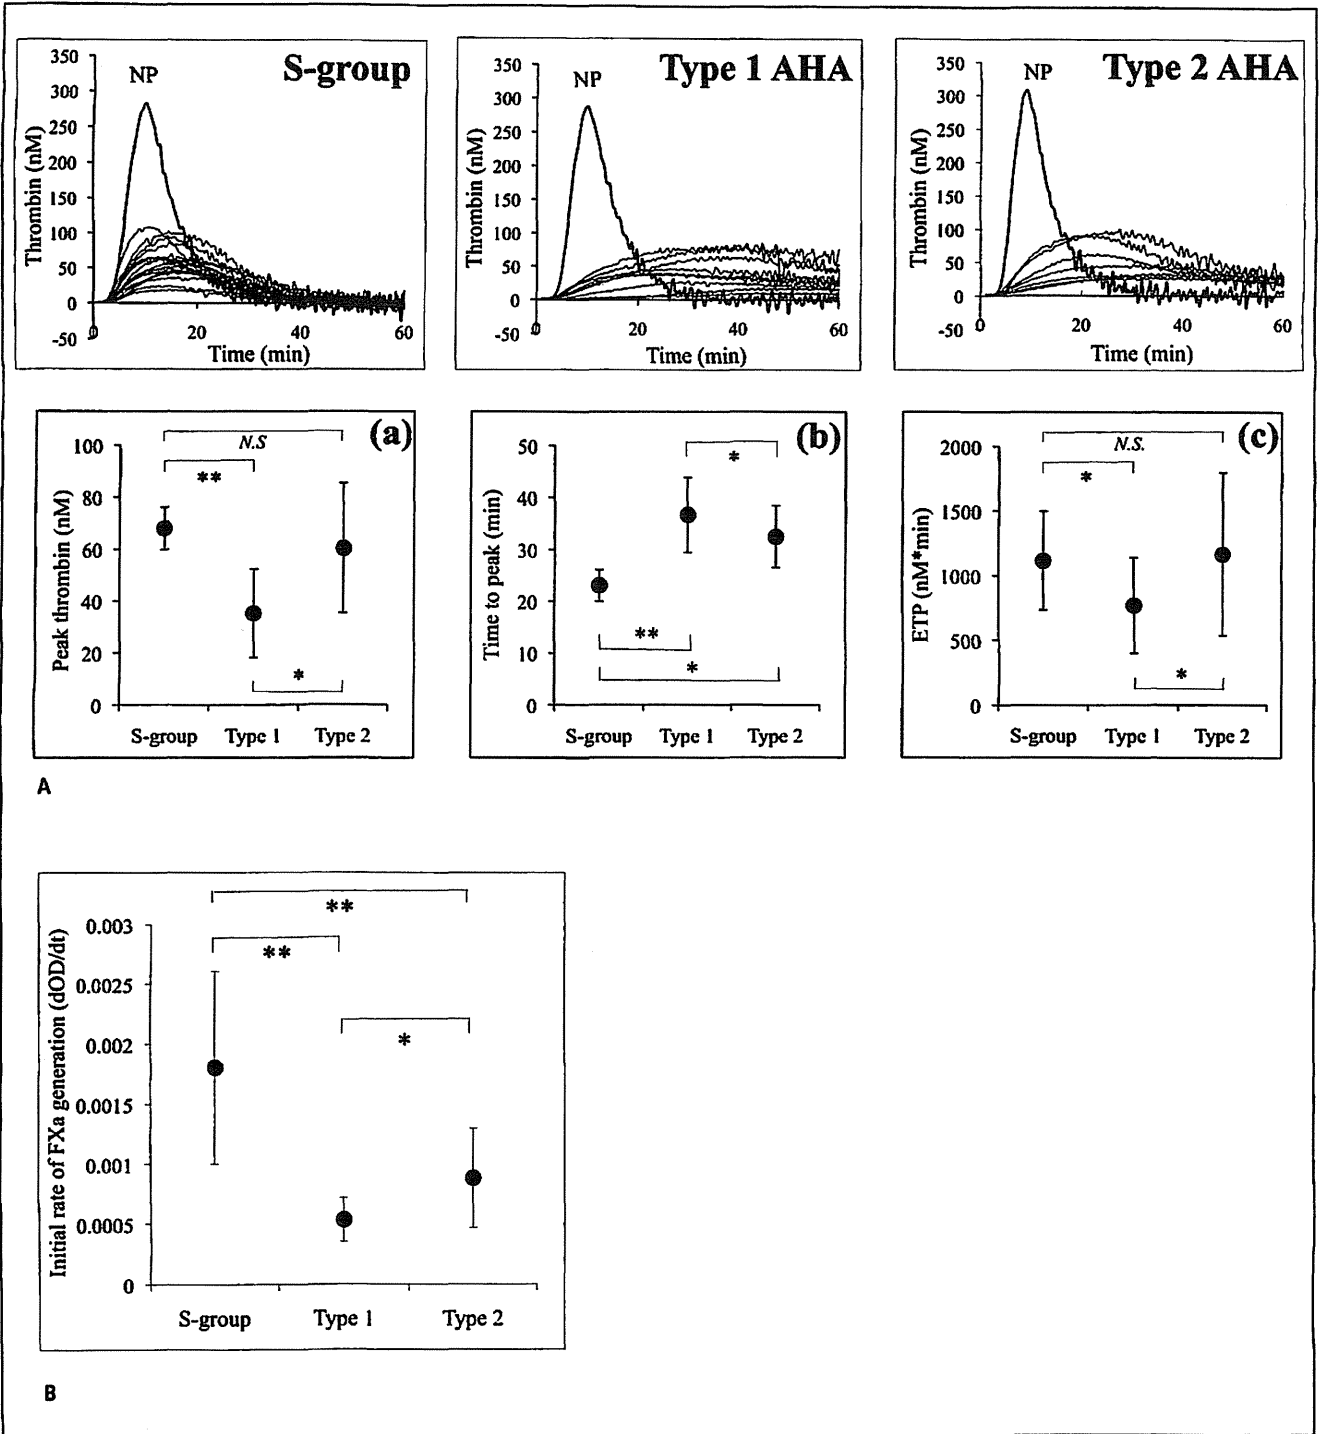 S-group
NP
350
300
250
200
150
100
50
0
-50
0
20
40
60
Thrombin (nM)
Time (min)
Type 1 AHA
NP
350
300
250
200
150
100
50
0
-50
0
20
40
60
Thrombin (nM)
Time (min)
Type 2 AHA
NP
350
300
250
200
150
100
50
0
-50
0
20
40
60
Thrombin (nM)
Time (min)
(a)
N.S
**
*
100
80
60
40
20
0
Peak thrombin (nM)
S-group Type 1 Type 2
(b)
*
**
*
50
40
30
20
10
0
Time to peak (min)
S-group Type 1 Type 2
(c)
N.S.
*
*
2000
1500
1000
500
0
ETP (nM*min)
S-group Type 1 Type 2
A
**
**
*
0.003
0.0025
0.002
0.0015
0.001
0.0005
0
Initial rate of FXa generation (dOD/dt)
S-group Type 1 Type 2
B